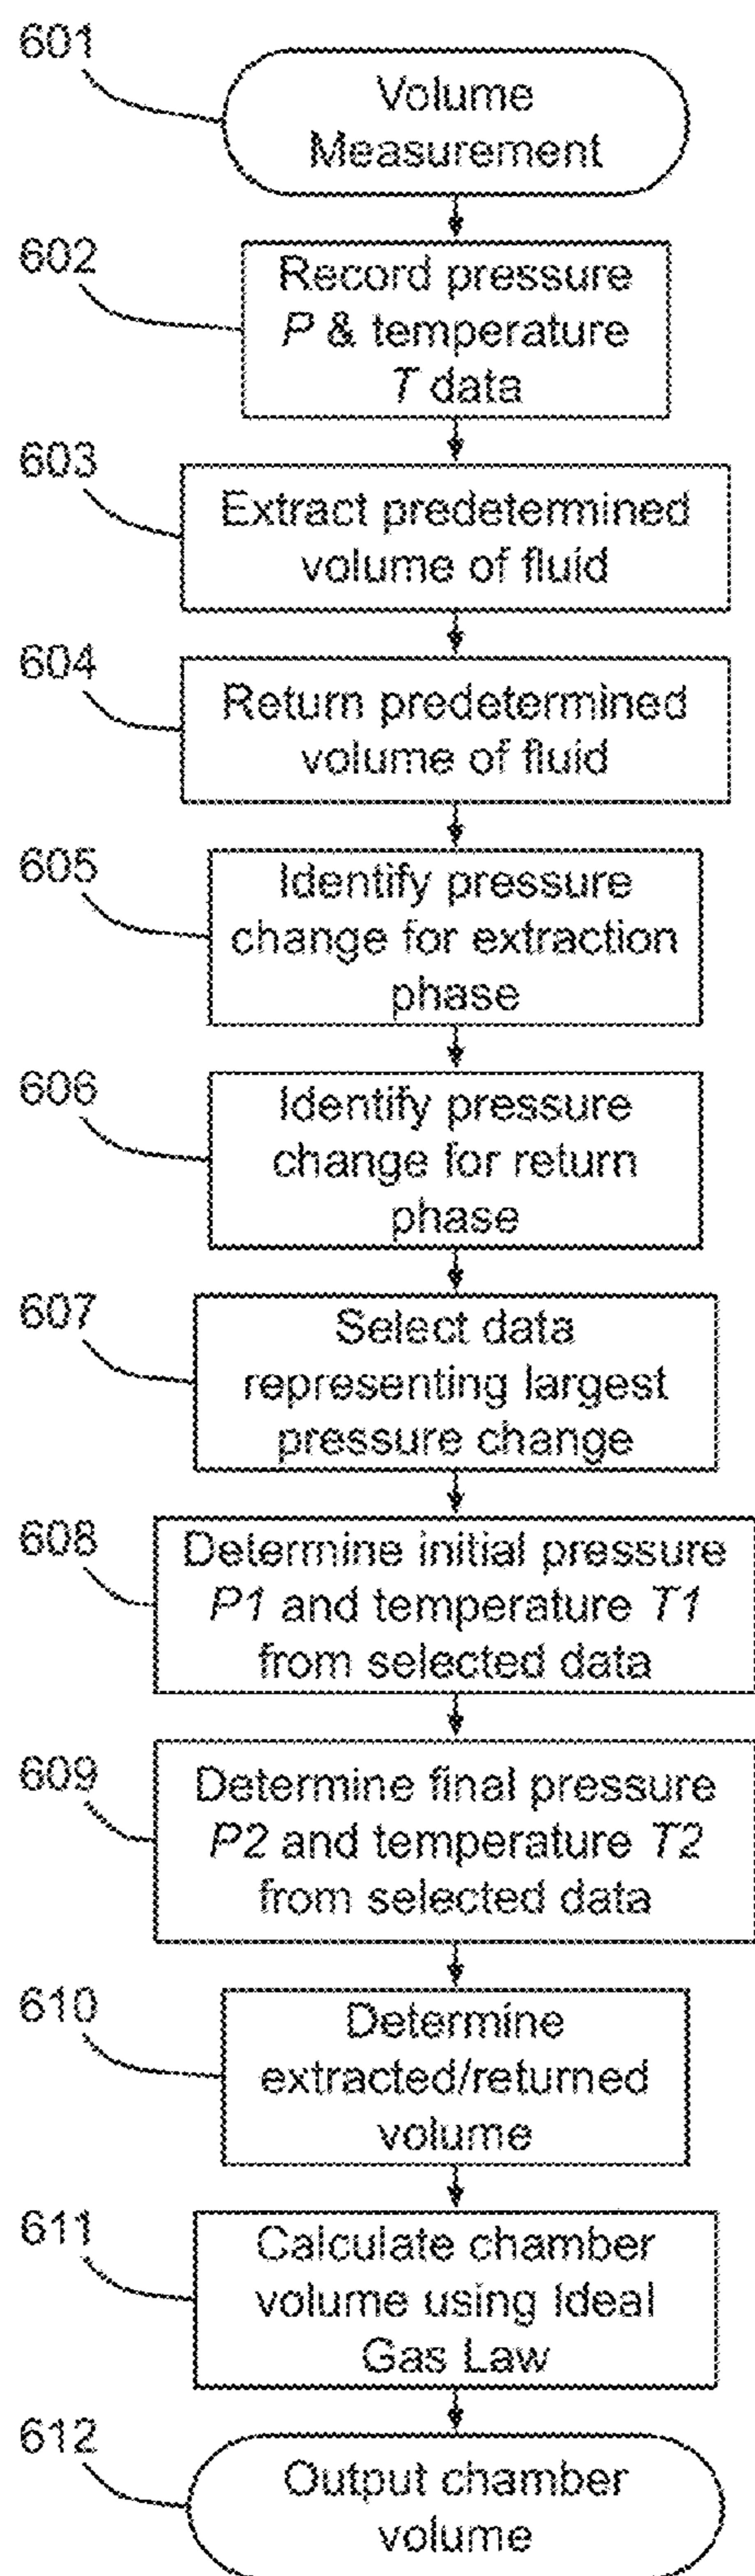 601
Volume
Measurement
602
Record pressure
P & temperature
T data
603
Extract predetermined
volume of fluid
604
Return predetermined
volume of fluid
605
Identify pressure
change for extraction
phase
606
Identify pressure
change for return
phase
607
Select data
representing largest
pressure change
608
Determine initial pressure
P1 and temperature T1
from selected data
609
Determine final pressure
P2 and temperature T2
from selected data
610
Determine
extracted/returned
volume
611
Calculate chamber
volume using Ideal
Gas Law
612
Output chamber
volume